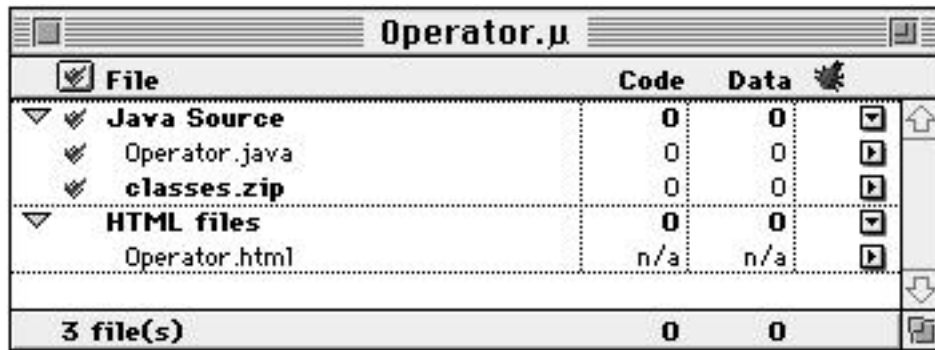 Operator.µ
File Code Data
Java Source 0 0
Operator.java 0 0
classes.zip 0 0
HTML files 0 0
Operator.html n/a n/a
3 file(s) 0 0